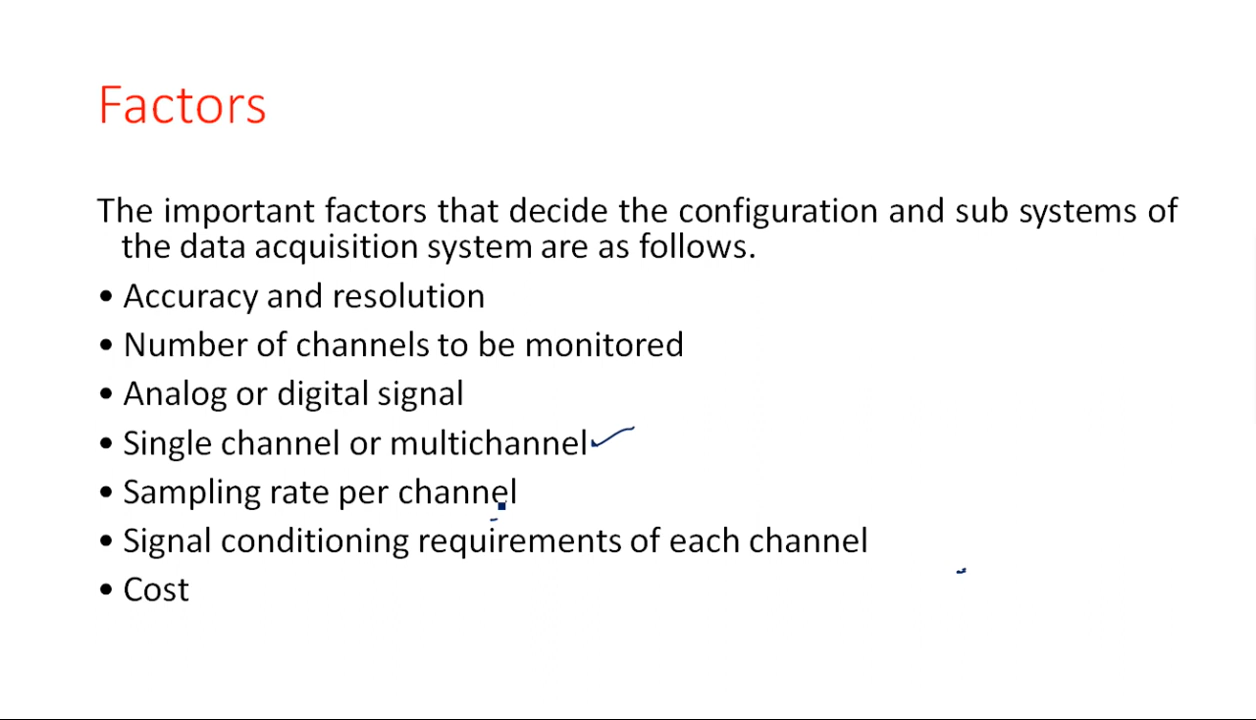 Factors
The important factors that decide the configuration and sub systems of
the data acquisition system are as follows.
• Accuracy and resolution
• Number of channels to be monitored
• Analog or digital signal
• Single channel or multichannel
• Sampling rate per channel
• Signal conditioning requirements of each channel
• Cost